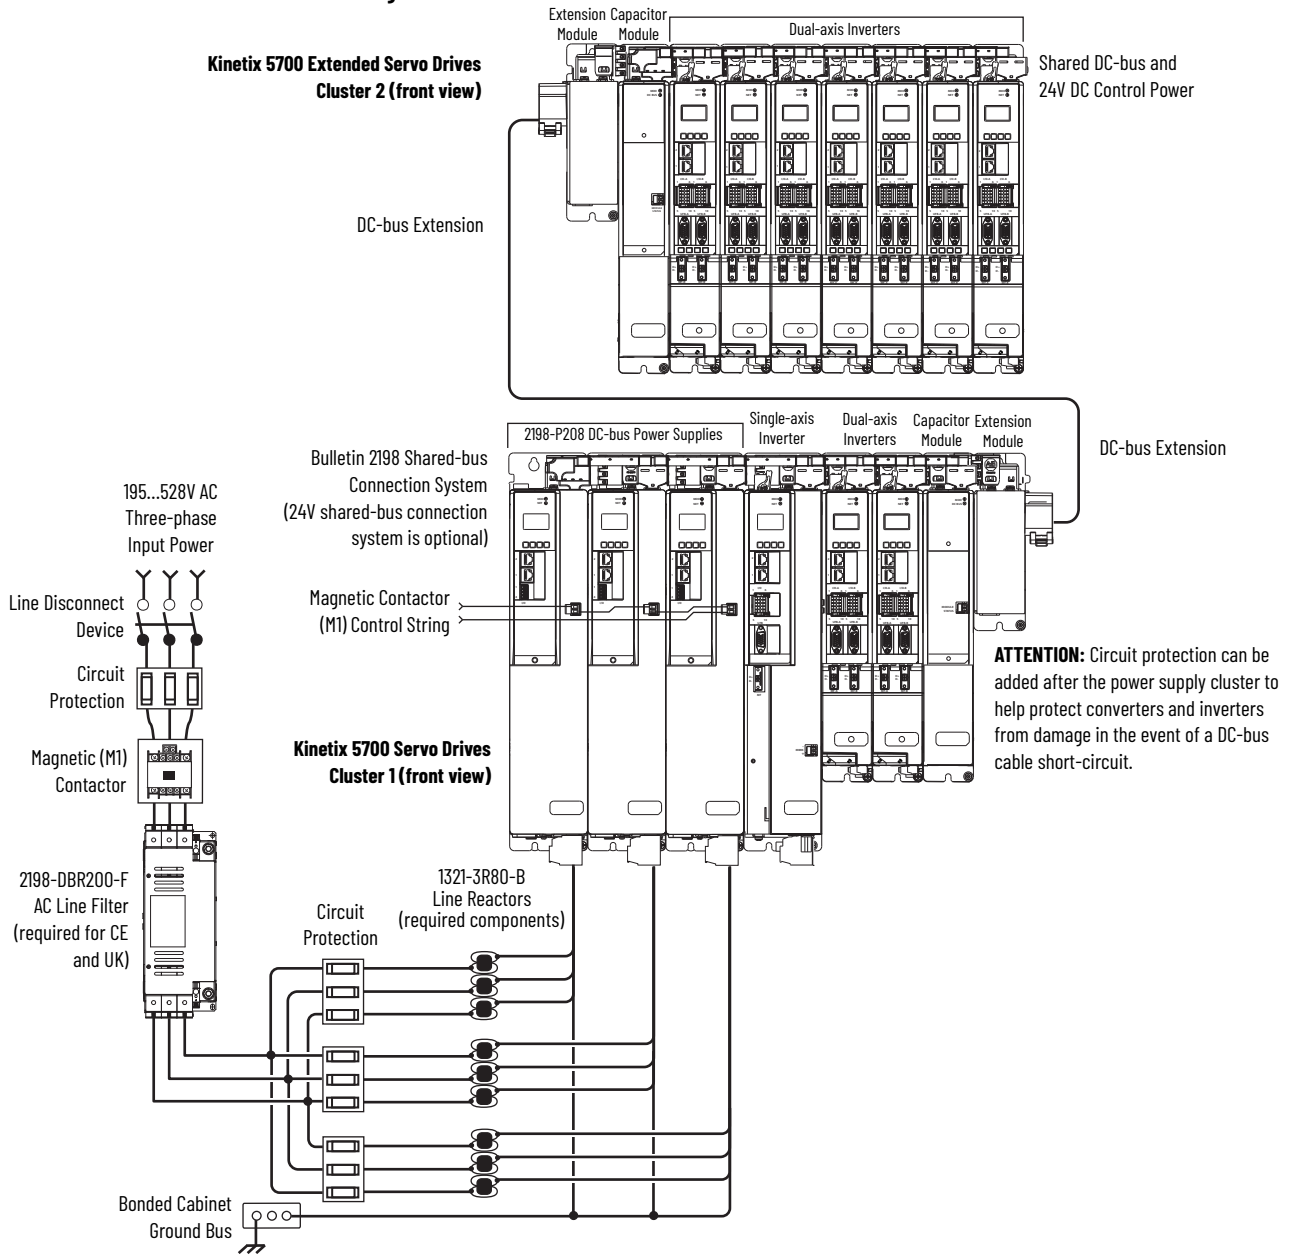 Extension Capacitor
Module Module
Dual-axis Inverters
Kinetix 5700 Extended Servo Drives
Cluster 2 (front view)
Shared DC-bus and
24V DC Control Power
DC-bus Extension
2198-P208 DC-bus Power Supplies
Single-axis
Inverter
Dual-axis
Inverters
Capacitor
Module
Extension
Module
DC-bus Extension
Bulletin 2198 Shared-bus
Connection System
(24V shared-bus connection
system is optional)
195...528V AC
Three-phase
Input Power
Line Disconnect
Device
Magnetic Contactor
(M1) Control String
Circuit
Protection
ATTENTION: Circuit protection can be
added after the power supply cluster to
help protect converters and inverters
from damage in the event of a DC-bus
cable short-circuit.
Magnetic (M1)
Contactor
Kinetix 5700 Servo Drives
Cluster 1 (front view)
2198-DBR200-F
AC Line Filter
(required for CE
and UK)
Circuit
Protection
1321-3R80-B
Line Reactors
(required components)
Bonded Cabinet
Ground Bus